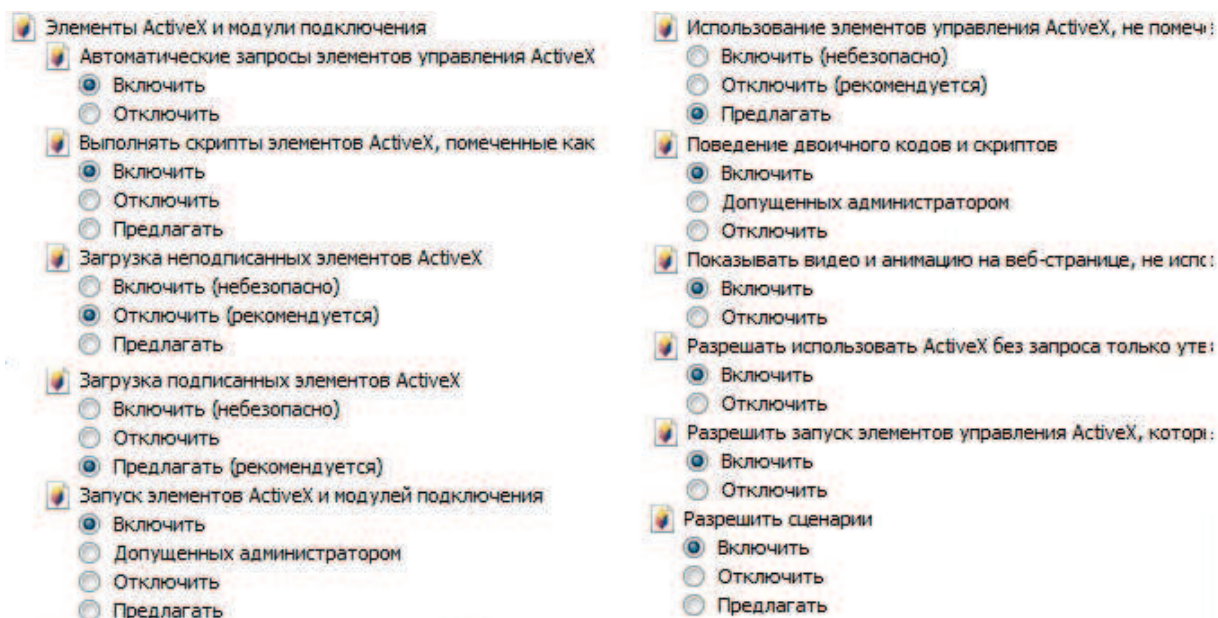 Элементы ActiveX и модули подключения
Автоматические запросы элементов управления ActiveX
Включить
Отключить
Выполнять скрипты элементов ActiveX, помеченные как
Включить
Отключить
Предлагать
Загрузка неподписанных элементов ActiveX
Включить (небезопасно)
Отключить (рекомендуется)
Предлагать
Загрузка подписанных элементов ActiveX
Включить (небезопасно)
Отключить
Предлагать (рекомендуется)
Запуск элементов ActiveX и модулей подключения
Включить
Допущенных администратором
Отключить
Предлагать
Использование элементов управления ActiveX, не
Включить (небезопасно)
Отключить (рекомендуется)
Предлагать
Поведение двоичного кодов и скриптов
Включить
Допущенных администратором
Отключить
Показывать видео и анимацию на веб-странице, не
Включить
Отключить
Разрешать использовать ActiveX без запроса только
Включить
Отключить
Разрешить запуск элементов управления ActiveX,
Включить
Отключить
Разрешить сценарии
Включить
Отключить
Предлагать